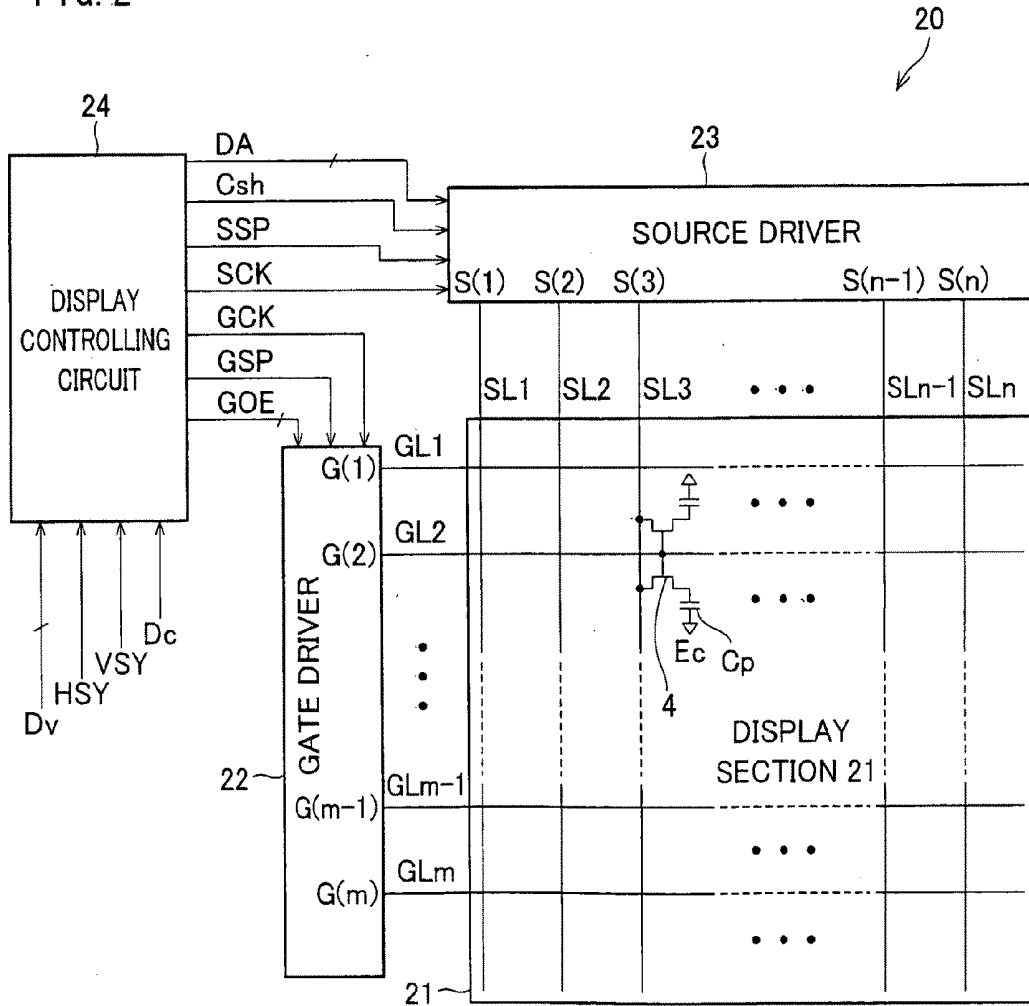 FIG. 2
20
24
DA
23
Csh
SSP
SOURCE DRIVER
SCK
S(1) S(2) S(3) S(n-1) S(n)
DISPLAY
CONTROLLING
CIRCUIT
GCK
GSP
GOE
SL1 SL2 SL3 SLn-1 SLn
G(1) GL1
G(2) GL2
Dv
HSY
VSY
Dc
GATE DRIVER
Ec
Cp
4
DISPLAY
SECTION 21
22
G(m-1) GLm-1
G(m) GLm
21